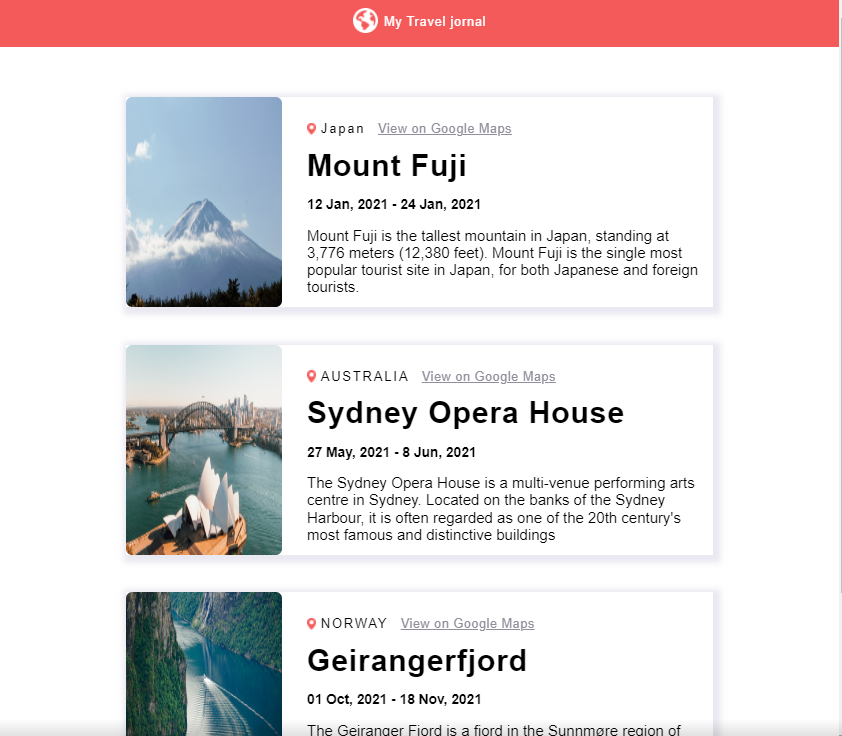 My Travel jornal
Japan View on Google Maps
Mount Fuji
12 Jan, 2021 - 24 Jan, 2021
Mount Fuji is the tallest mountain in Japan, standing at
3,776 meters (12,380 feet). Mount Fuji is the single most
popular tourist site in Japan, for both Japanese and foreign
tourists.
AUSTRALIA View on Google Maps
Sydney Opera House
27 May, 2021 - 8 Jun, 2021
The Sydney Opera House is a multi-venue performing arts
centre in Sydney. Located on the banks of the Sydney
Harbour, it is often regarded as one of the 20th century's
most famous and distinctive buildings
NORWAY View on Google Maps
Geirangerfjord
01 Oct, 2021 - 18 Nov, 2021
The Geiranger Fjord is a fjord in the Sunnmøre region of